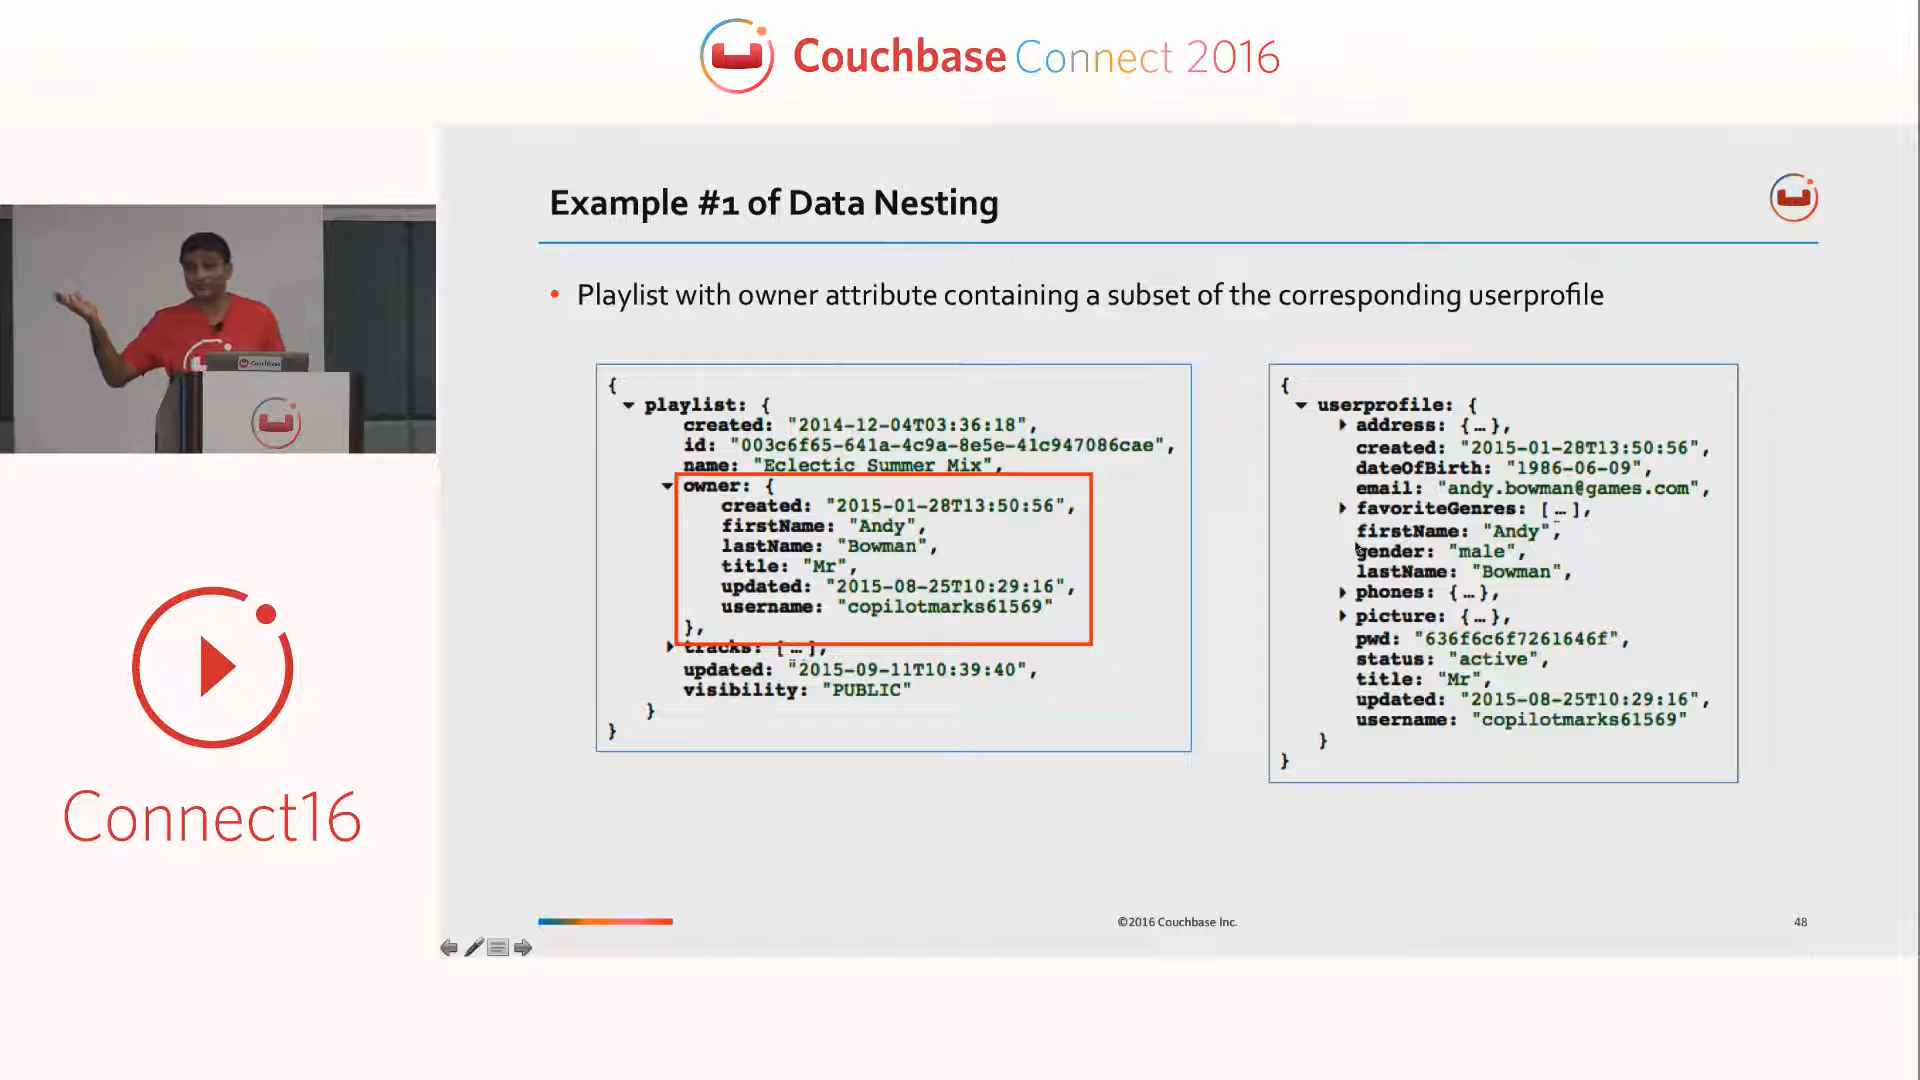 Couchbase Connect 2016
Example #1 of Data Nesting
• Playlist with owner attribute containing a subset of the corresponding userprofile
{
playlist: {
created: "2014-12-04T03:36:18",
id: "003c6f65-641a-4c9a-8e5e-41c947086cae",
name: "Eclectic Summer Mix",
owner: {
created: "2015-01-28T13:50:56",
firstName: "Andy",
lastName: "Bowman",
title: "Mr",
updated: "2015-08-25T10:29:16",
username: "copilotmarks61569"
},
tracks: […],
updated: "2015-09-11T10:39:40",
visibility: "PUBLIC"
}
}
{
userprofile: {
address: {…},
created: "2015-01-28T13:50:56",
dateOfBirth: "1986-06-09",
email: "andy.bowman@games.com",
favoriteGenres: […],
firstName: "Andy",
gender: "male",
lastName: "Bowman",
phones: {…},
picture: {…},
pwd: "636f6c6f7261646f",
status: "active",
title: "Mr",
updated: "2015-08-25T10:29:16",
username: "copilotmarks61569"
}
}
Couchbase
Connect16
©2016 Couchbase Inc.
48